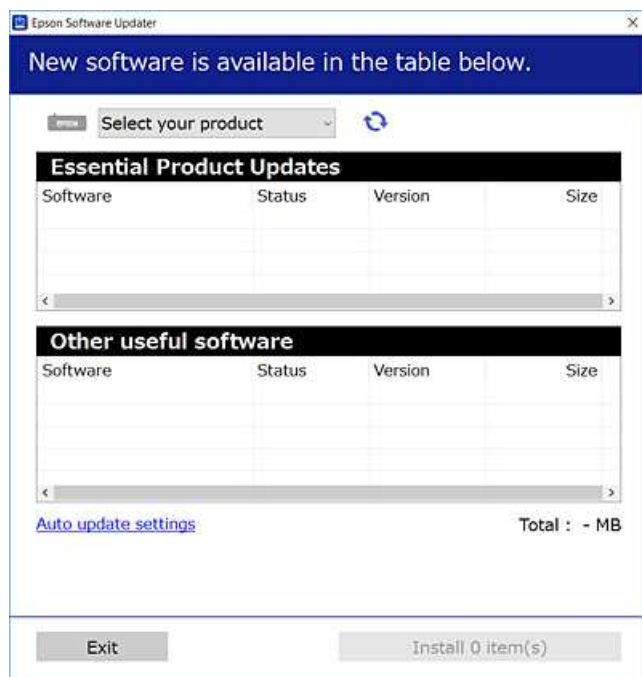 Epson Software Updater
New software is available in the table below.
EPSON Select your product
Essential Product Updates
Software Status Version Size
Other useful software
Software Status Version Size
Auto update settings Total : - MB
Exit Install 0 item(s)